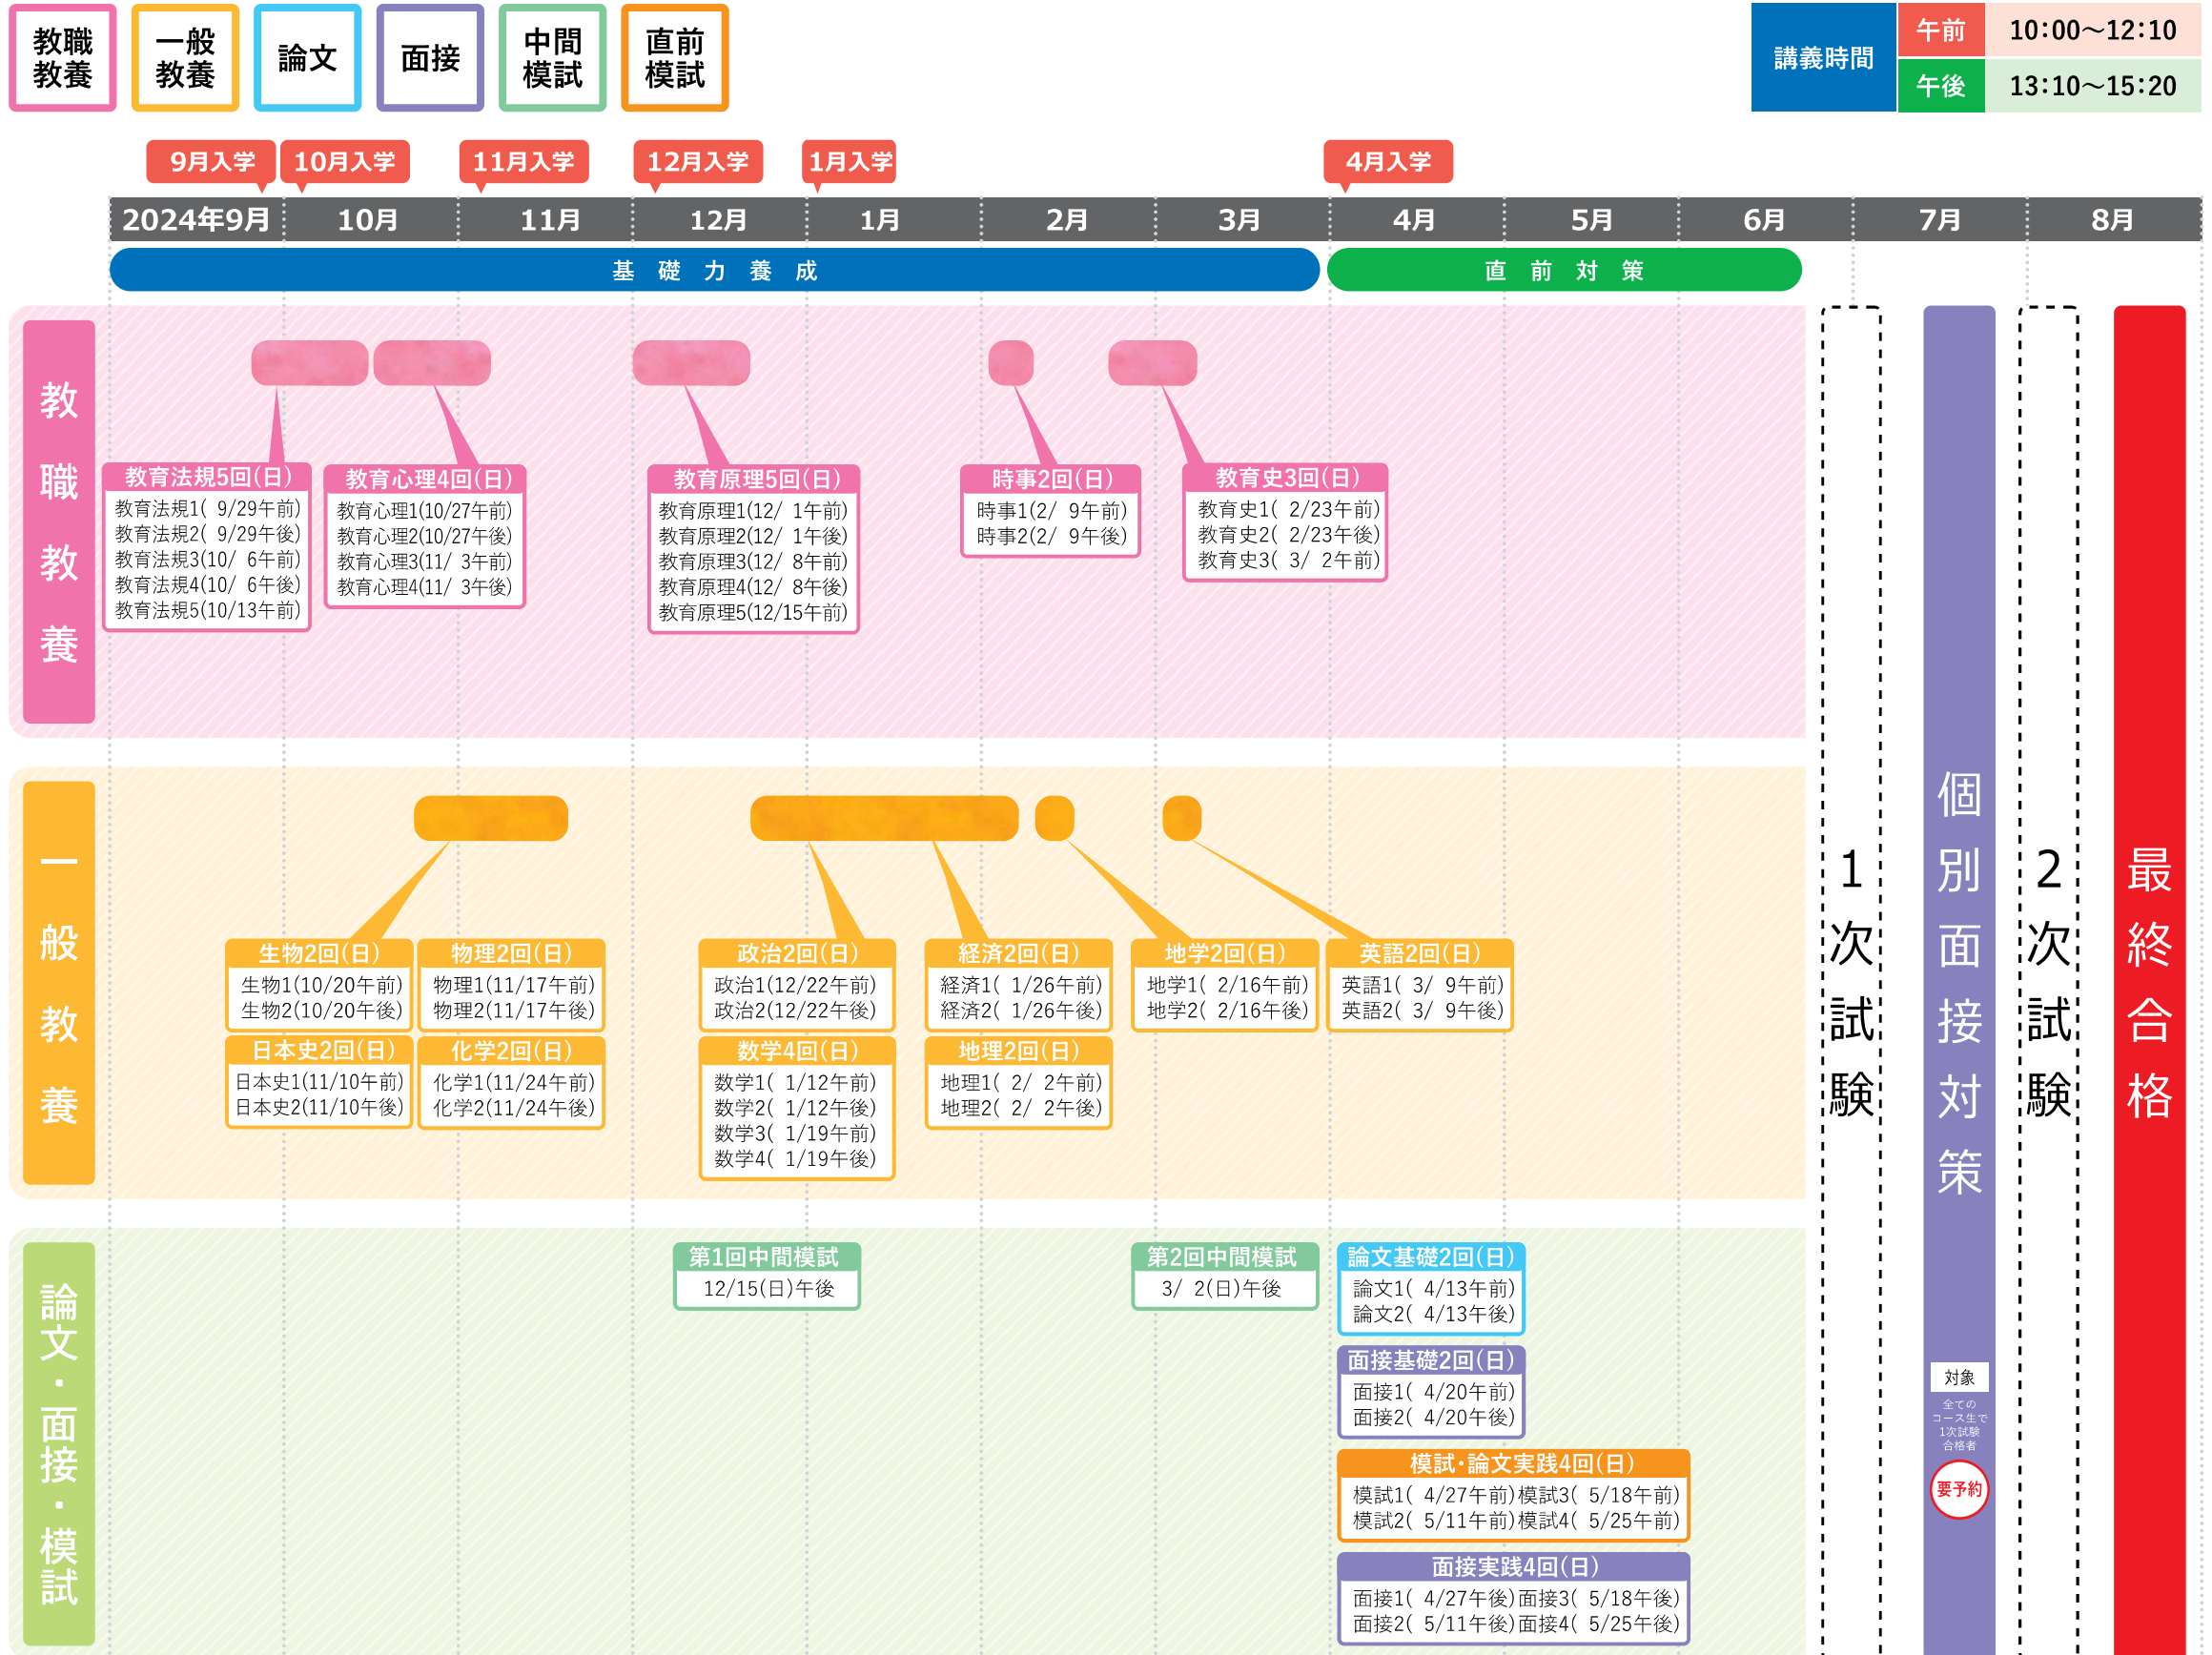 教職
教養
一般
教養
論文
面接
中間
模試
直前
模試
講義時間
午前
10:00〜12:10
午後
13:10〜15:20
9月入学
10月入学
11月入学
12月入学
1月入学
4月入学
2024年9月
10月
11月
12月
1月
2月
3月
4月
5月
6月
7月
8月
基礎力養成
直前対策
教職教養
教育法規5回(日)
教育法規1( 9/29午前)
教育法規2( 9/29午後)
教育法規3(10/ 6午前)
教育法規4(10/ 6午後)
教育法規5(10/13午前)
教育心理4回(日)
教育心理1(10/27午前)
教育心理2(10/27午後)
教育心理3(11/ 3午前)
教育心理4(11/ 3午後)
教育原理5回(日)
教育原理1(12/ 1午前)
教育原理2(12/ 1午後)
教育原理3(12/ 8午前)
教育原理4(12/ 8午後)
教育原理5(12/15午前)
時事2回(日)
時事1(2/ 9午前)
時事2(2/ 9午後)
教育史3回(日)
教育史1( 2/23午前)
教育史2( 2/23午後)
教育史3( 3/ 2午前)
一般教養
生物2回(日)
生物1(10/20午前)
生物2(10/20午後)
物理2回(日)
物理1(11/17午前)
物理2(11/17午後)
日本史2回(日)
日本史1(11/10午前)
日本史2(11/10午後)
化学2回(日)
化学1(11/24午前)
化学2(11/24午後)
政治2回(日)
政治1(12/22午前)
政治2(12/22午後)
数学4回(日)
数学1( 1/12午前)
数学2( 1/12午後)
数学3( 1/19午前)
数学4( 1/19午後)
経済2回(日)
経済1( 1/26午前)
経済2( 1/26午後)
地理2回(日)
地理1( 2/ 2午前)
地理2( 2/ 2午後)
地学2回(日)
地学1( 2/16午前)
地学2( 2/16午後)
英語2回(日)
英語1( 3/ 9午前)
英語2( 3/ 9午後)
論文・面接・模試
第1回中間模試
12/15(日)午後
第2回中間模試
3/ 2(日)午後
論文基礎2回(日)
論文1( 4/13午前)
論文2( 4/13午後)
面接基礎2回(日)
面接1( 4/20午前)
面接2( 4/20午後)
模試・論文実践4回(日)
模試1( 4/27午前)模試3( 5/18午前)
模試2( 5/11午前)模試4( 5/25午前)
面接実践4回(日)
面接1( 4/27午後)面接3( 5/18午後)
面接2( 5/11午後)面接4( 5/25午後)
1次試験
個別面接対策
対象
全ての
コース生で
1次試験
合格者
要予約
2次試験
最終合格